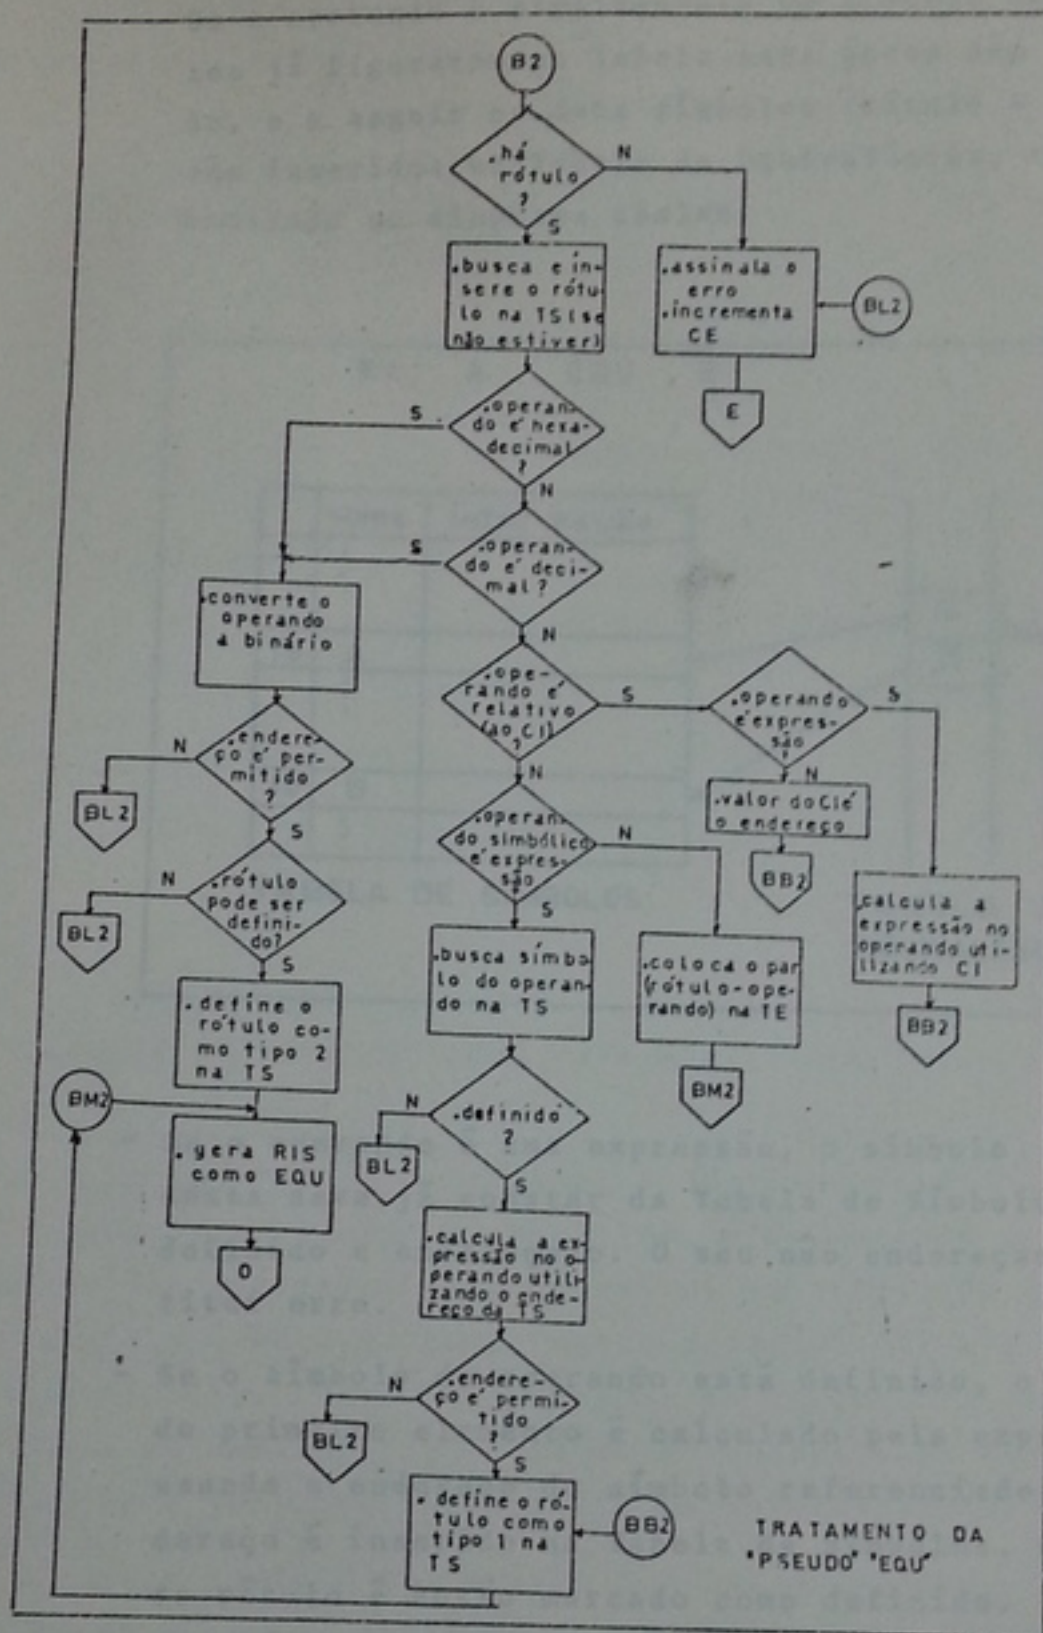 B2
.há
rótulo
?
N
S
.busca e in-
sere o rótu-
lo na TS (se
não estiver)
.assinala o
erro
.incrementa
CE
BL2
E
.operan-
do é hexa-
decimal
?
S
N
.operan-
do é deci-
mal?
S
N
.converte o
operando
a binário
.ope-
rando é
relativo
(ao CI)
?
S
N
.operando
é expres-
são
?
S
N
.endere-
ço é per-
mitido
?
N
S
BL2
.valor do CI é
o endereço
BB2
.operan-
do simbólico
é expres-
são
?
N
S
.rótulo
pode ser
defini-
do?
N
S
BL2
.calcula a
expressão no
operando uti-
lizando CI
BB2
.busca símbo
lo do operan-
do na TS
.coloca o par
(rótulo-ope-
rando) na TE
BM2
.define o
rótulo co-
mo tipo 2
na TS
BM2
.definido
?
N
S
BL2
.gera RIS
como EQU
O
.calcula a ex-
pressão no o-
perando utili-
zando o ende-
reço da TS
.endere-
ço é permi-
tido
?
N
S
BL2
.define o ró-
tulo como
tipo 1 na
TS
BB2
TRATAMENTO DA
"PSEUDO" "EQU"